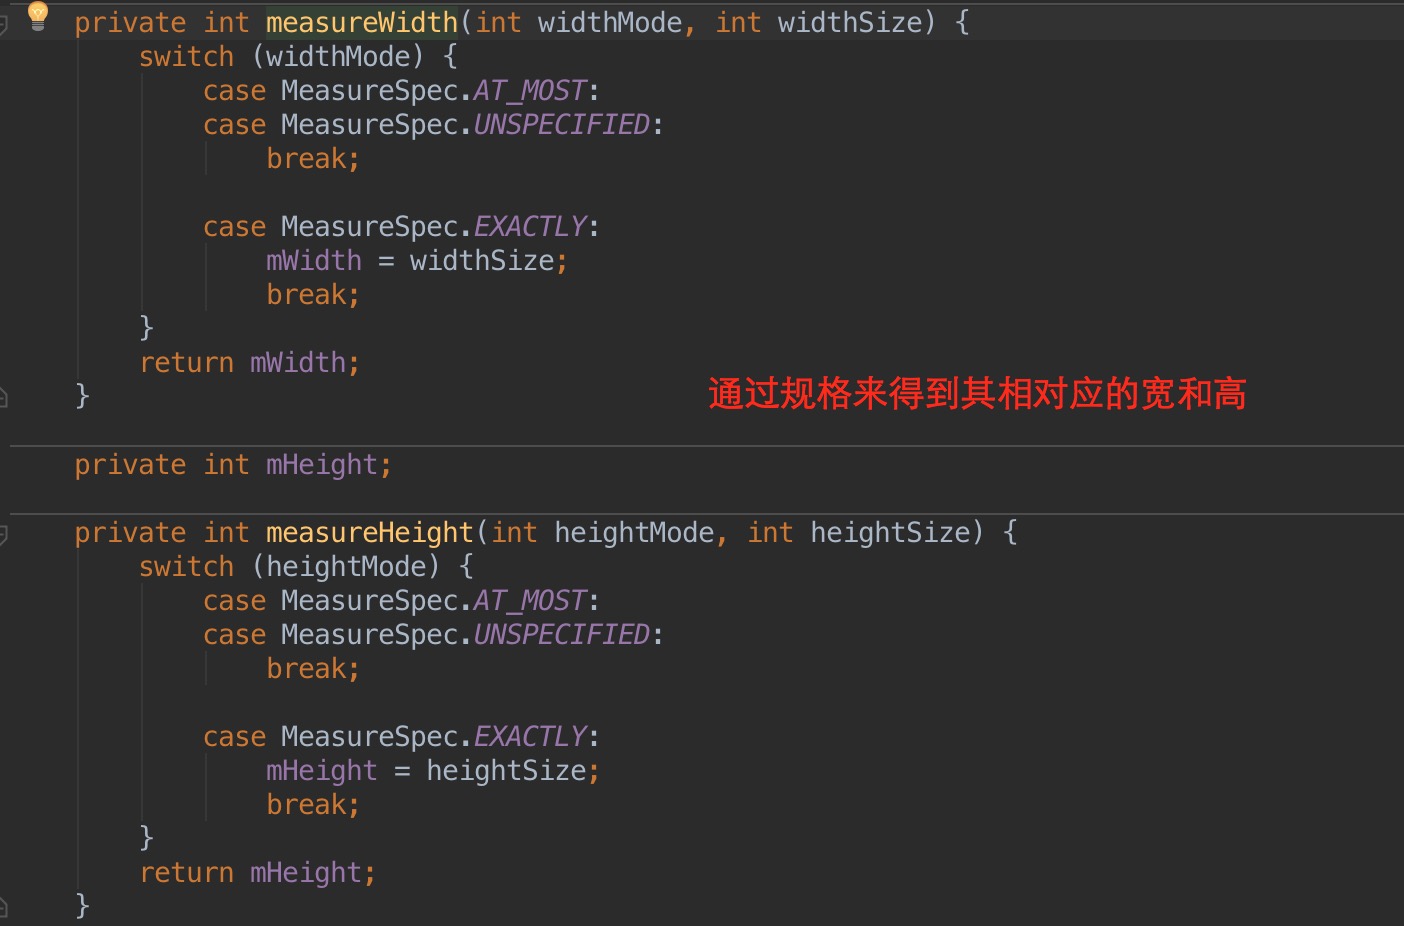 private int measureWidth(int widthMode, int widthSize) {
switch (widthMode) {
case MeasureSpec.AT_MOST:
case MeasureSpec.UNSPECIFIED:
break;
case MeasureSpec.EXACTLY:
mWidth = widthSize;
break;
}
return mWidth;
}
通过规格来得到其相对应的宽和高
private int mHeight;
private int measureHeight(int heightMode, int heightSize) {
switch (heightMode) {
case MeasureSpec.AT_MOST:
case MeasureSpec.UNSPECIFIED:
break;
case MeasureSpec.EXACTLY:
mHeight = heightSize;
break;
}
return mHeight;
}